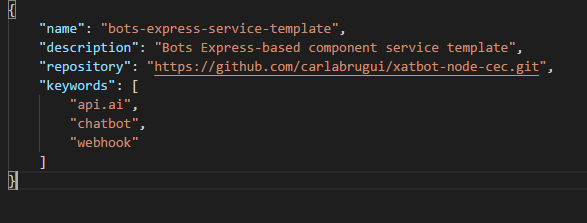 {
"name": "bots-express-service-template",
"description": "Bots Express-based component service template",
"repository": "https://github.com/carlabrugui/xatbot-node-cec.git",
"keywords": [
"api.ai",
"chatbot",
"webhook"
]
}